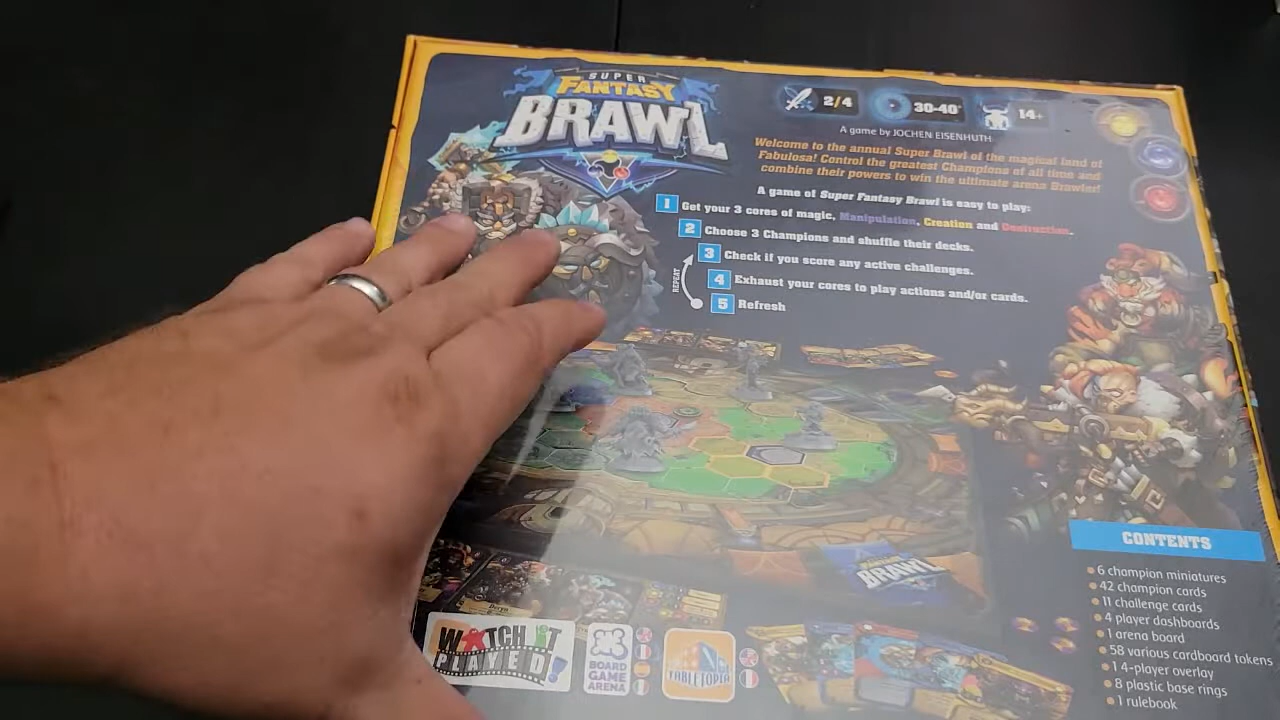 SUPER
FANTASY
BRAWL
2/4
30-40'
14+
A game by JOCHEN EISENHUTH
Welcome to the annual Super Brawl of the magical land of
Fabulosa! Control the greatest Champions of all time and
combine their powers to win the ultimate arena Brawler!
A game of Super Fantasy Brawl is easy to play:
1 Get your 3 cores of magic, Manipulation, Creation and Destruction.
2 Choose 3 Champions and shuffle their decks.
3 Check if you score any active challenges.
4 Exhaust your cores to play actions and/or cards.
5 Refresh
REPEAT
BRAWL
CONTENTS
6 champion miniatures
42 champion cards
11 challenge cards
4 player dashboards
1 arena board
58 various cardboard tokens
1 4-player overlay
8 plastic base rings
1 rulebook
WATCH IT
PLAYED!
BOARD
GAME
ARENA
TABLETOPIA